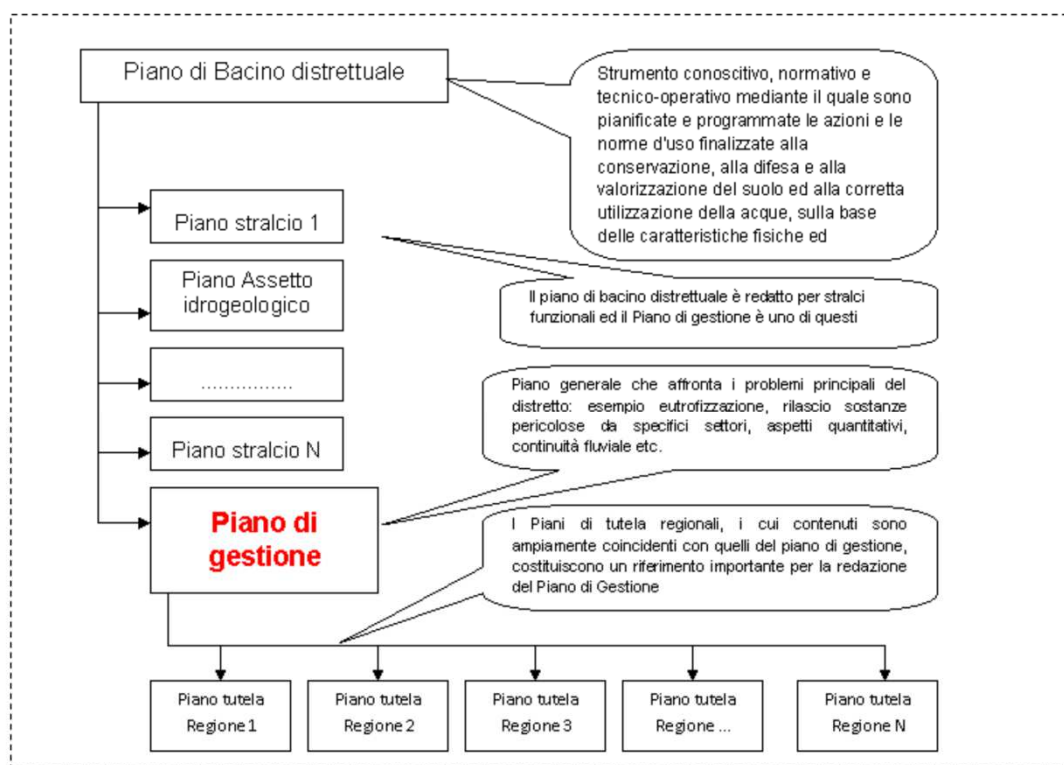 Piano di Bacino distrettuale
Strumento conoscitivo, normativo e
tecnico-operativo mediante il quale sono
pianificate e programmate le azioni e le
norme d'uso finalizzate alla
conservazione, alla difesa e alla
valorizzazione del suolo ed alla corretta
utilizzazione della acque, sulla base
delle caratteristiche fisiche ed
Piano stralcio 1
Piano Assetto
idrogeologico
Il piano di bacino distrettuale è redatto per stralci
funzionali ed il Piano di gestione è uno di questi
................
Piano generale che affronta i problemi principali del
distretto: esempio eutrofizzazione, rilascio sostanze
pericolose da specifici settori, aspetti quantitativi,
continuità fluviale etc.
Piano stralcio N
Piano di
gestione
I Piani di tutela regionali, i cui contenuti sono
ampiamente coincidenti con quelli del piano di gestione,
costituiscono un riferimento importante per la redazione
del Piano di Gestione
Piano tutela
Regione 1
Piano tutela
Regione 2
Piano tutela
Regione 3
Piano tutela
Regione ...
Piano tutela
Regione N